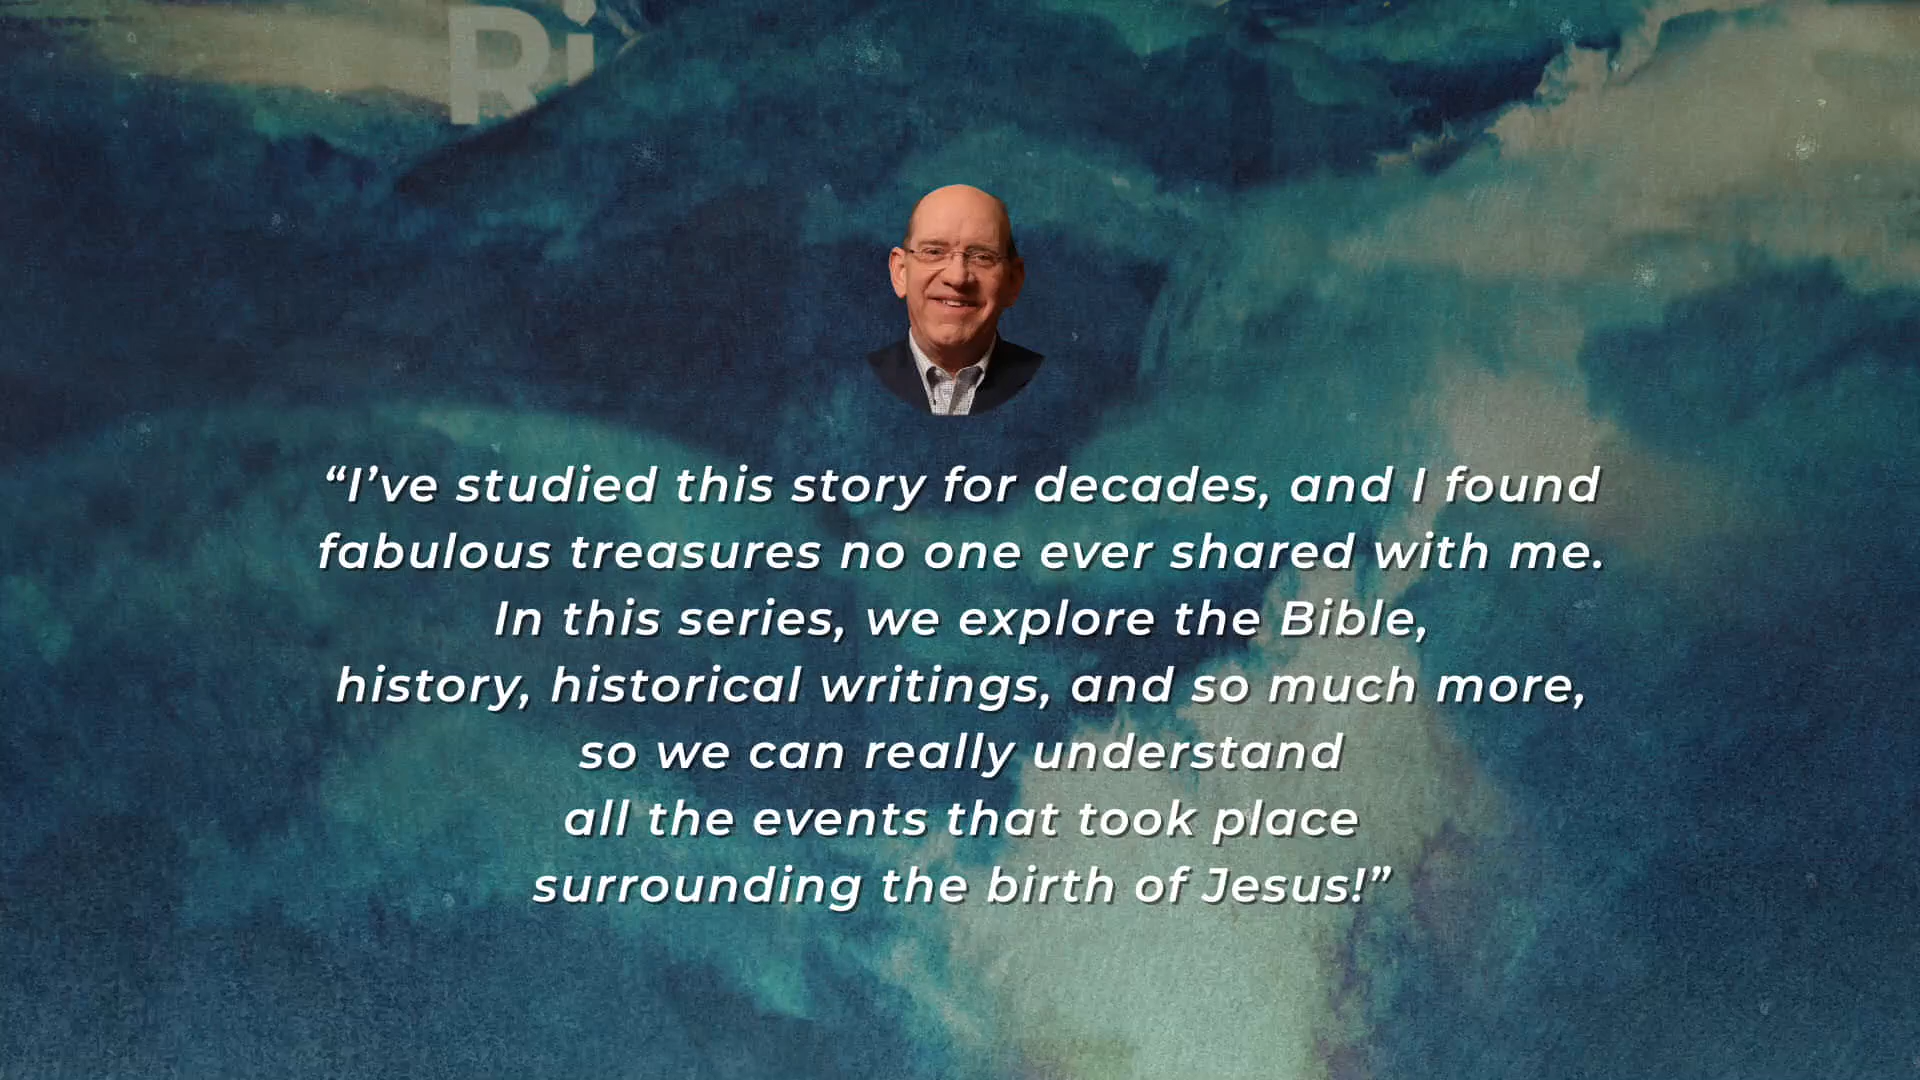 Ri
“I’ve studied this story for decades, and I found
fabulous treasures no one ever shared with me.
In this series, we explore the Bible,
history, historical writings, and so much more,
so we can really understand
all the events that took place
surrounding the birth of Jesus!”